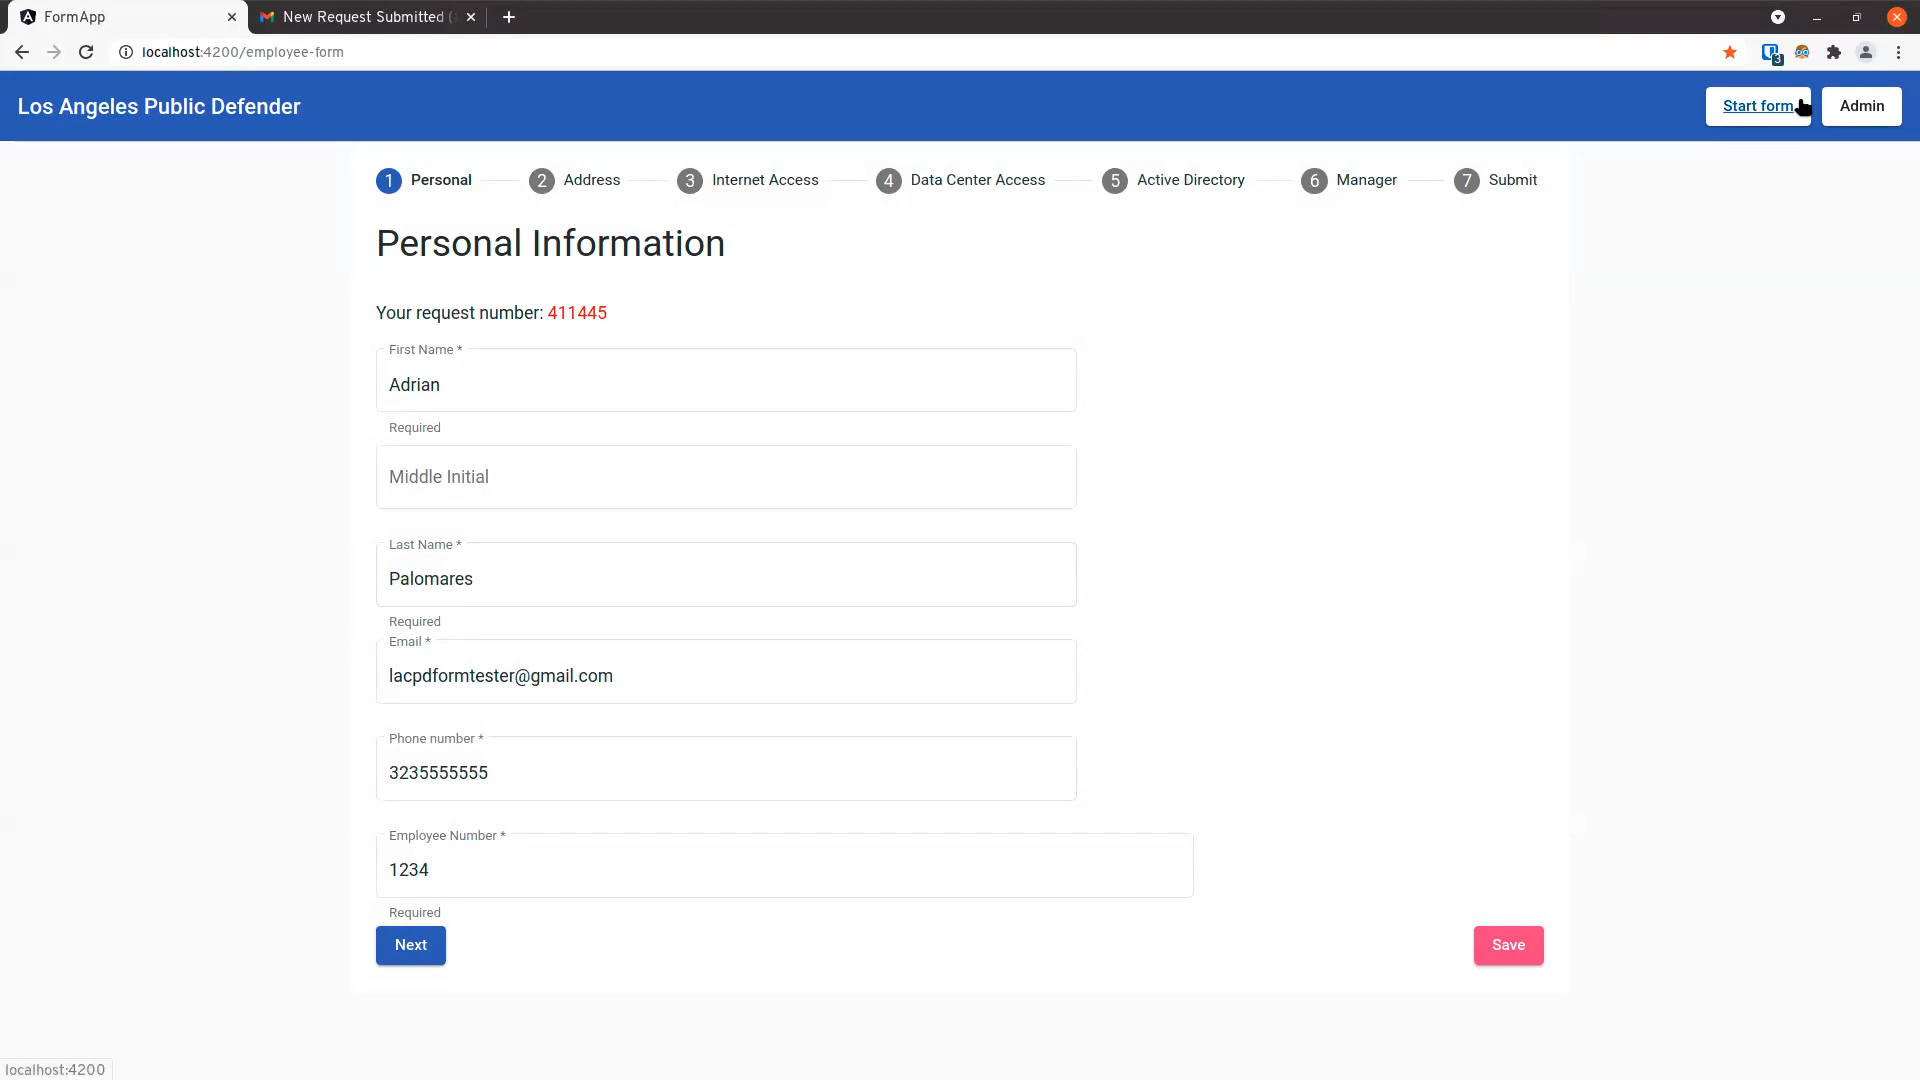 FormApp
New Request Submitted (
localhost:4200/employee-form
3
Los Angeles Public Defender
Start form
Admin
1 Personal
2 Address
3 Internet Access
4 Data Center Access
5 Active Directory
6 Manager
7 Submit
Personal Information
Your request number: 411445
First Name *
Adrian
Required
Middle Initial
Last Name *
Palomares
Required
Email *
lacpdformtester@gmail.com
Phone number *
3235555555
Employee Number *
1234
Required
Next
Save
localhost:4200